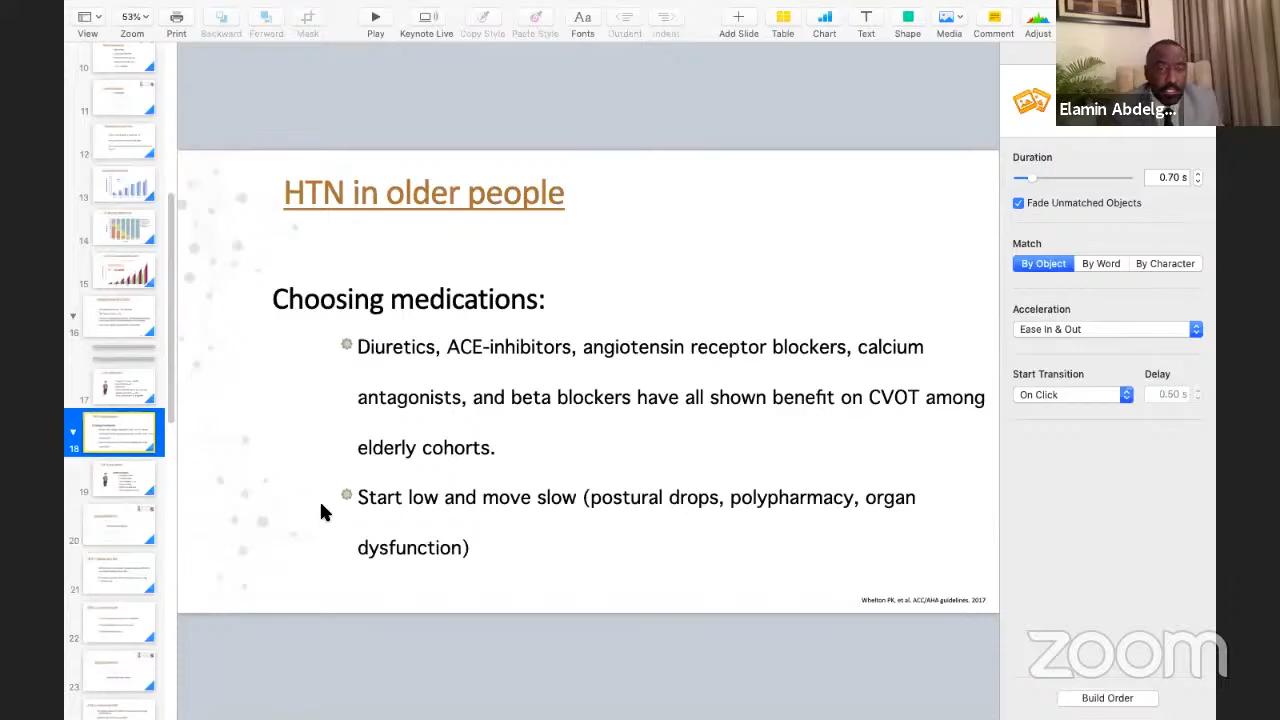 53%
View
Zoom
Print
Backward
Forward
Mask
Play
Keynote Live
Copy Style
Paste Style
Fonts
Outdent
Indent
Add Slide
Table
Chart
Text
Shape
Media
Comment
Adjust
Elamin Abdelg...
10
11
12
13
14
15
16
17
18
19
20
21
22
23
HTN in older people
Choosing medications:
Diuretics, ACE-inhibitors, angiotensin receptor blockers, calcium
antagonists, and beta blockers have all shown benefit on CVOT among
elderly cohorts.
Start low and move slow (postural drops, polypharmacy, organ
dysfunction)
Whelton PK, et al. ACC/AHA guidelines. 2017
Duration
0.70 s
Fade Unmatched Objects
Match
By Object
By Word
By Character
Acceleration
Ease In & Out
Start Transition
Delay
On Click
0.50 s
zoom
Build Order